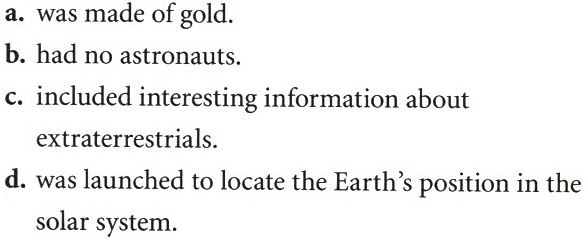 a. was made of gold.
b. had no astronauts.
c. included interesting information about
extraterrestrials.
d. was launched to locate the Earth's position in the
solar system.